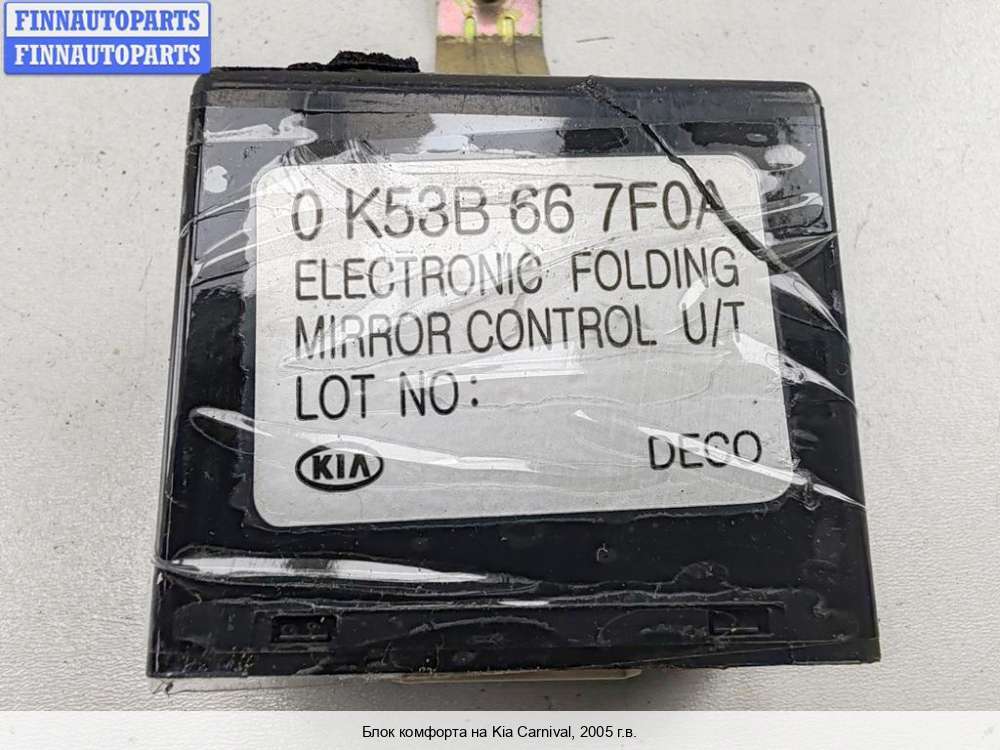 FINNAUTOPARTS
FINNAUTOPARTS
0 K53B 66 7F0A
ELECTRONIC FOLDING
MIRROR CONTROL U/T
LOT NO :
KIA
DECO
Блок комфорта на Kia Carnival, 2005 г.в.